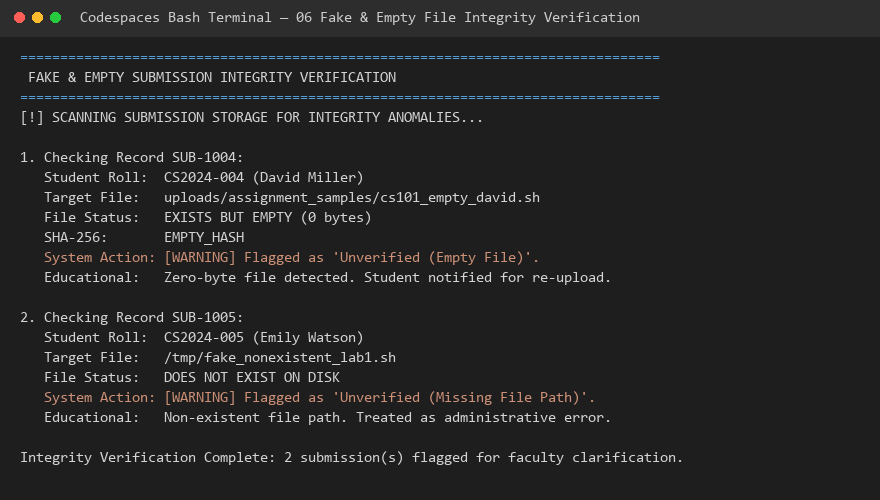 Codespaces Bash Terminal — 06 Fake & Empty File Integrity Verification
================================================================================
FAKE & EMPTY SUBMISSION INTEGRITY VERIFICATION
================================================================================
[!] SCANNING SUBMISSION STORAGE FOR INTEGRITY ANOMALIES...
1. Checking Record SUB-1004:
Student Roll: CS2024-004 (David Miller)
Target File: uploads/assignment_samples/cs101_empty_david.sh
File Status: EXISTS BUT EMPTY (0 bytes)
SHA-256: EMPTY_HASH
System Action: [WARNING] Flagged as 'Unverified (Empty File)'.
Educational: Zero-byte file detected. Student notified for re-upload.
2. Checking Record SUB-1005:
Student Roll: CS2024-005 (Emily Watson)
Target File: /tmp/fake_nonexistent_lab1.sh
File Status: DOES NOT EXIST ON DISK
System Action: [WARNING] Flagged as 'Unverified (Missing File Path)'.
Educational: Non-existent file path. Treated as administrative error.
Integrity Verification Complete: 2 submission(s) flagged for faculty clarification.